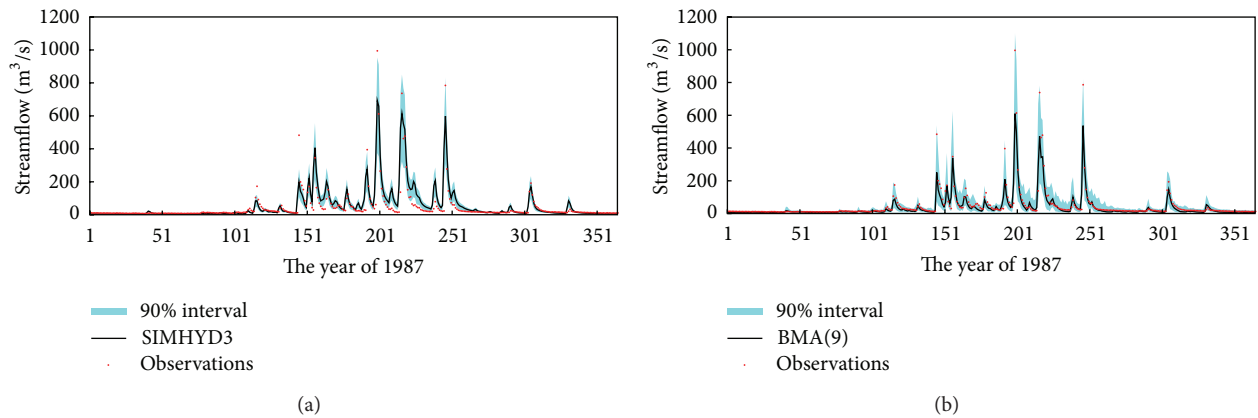 Streamflow (m³/s)
1200
1000
800
600
400
200
0
1 51 101 151 201 251 301 351
The year of 1987
90% interval
SIMHYD3
Observations
(a)
Streamflow (m³/s)
1200
1000
800
600
400
200
0
1 51 101 151 201 251 301 351
The year of 1987
90% interval
BMA(9)
Observations
(b)